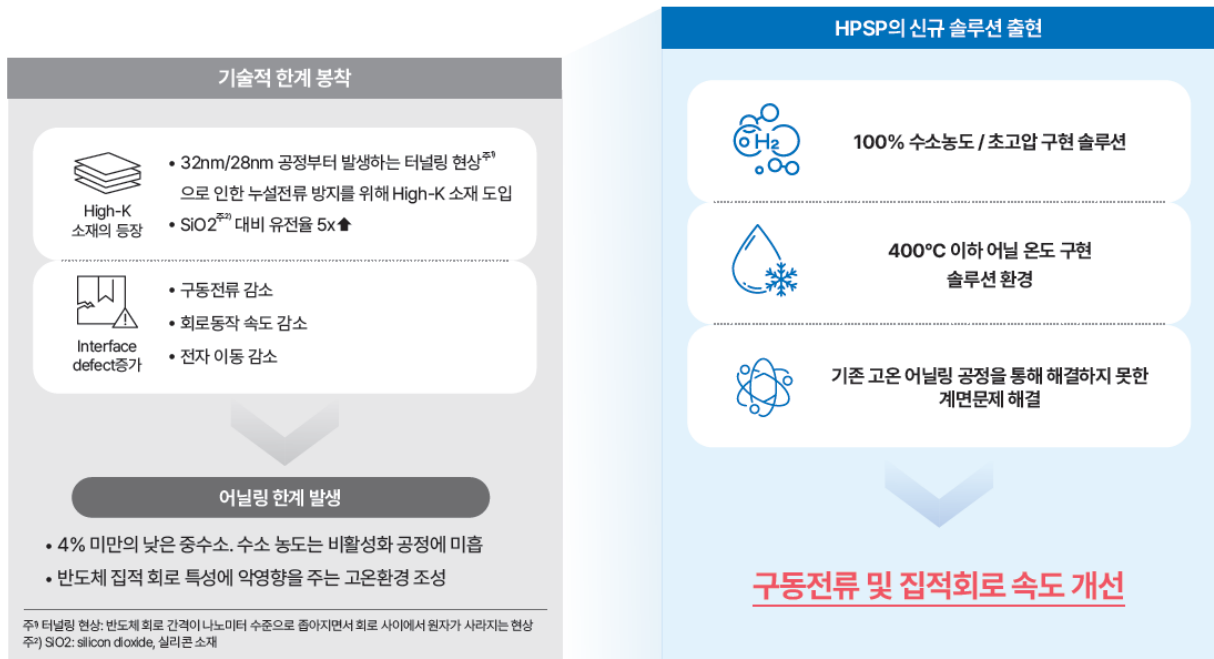 기술적 한계 봉착
High-K
소재의 등장
• 32nm/28nm 공정부터 발생하는 터널링 현상주1)
으로 인한 누설전류 방지를 위해 High-K 소재 도입
• SiO2주2) 대비 유전율 5x⬆
Interface
defect증가
• 구동전류 감소
• 회로동작 속도 감소
• 전자 이동 감소
어닐링 한계 발생
• 4% 미만의 낮은 중수소. 수소 농도는 비활성화 공정에 미흡
• 반도체 집적 회로 특성에 악영향을 주는 고온환경 조성
주1) 터널링 현상: 반도체 회로 간격이 나노미터 수준으로 좁아지면서 회로 사이에서 원자가 사라지는 현상
주2) SiO2: silicon dioxide, 실리콘 소재
HPSP의 신규 솔루션 출현
H2
100% 수소농도 / 초고압 구현 솔루션
400°C 이하 어닐 온도 구현
솔루션 환경
기존 고온 어닐링 공정을 통해 해결하지 못한
계면문제 해결
구동전류 및 집적회로 속도 개선